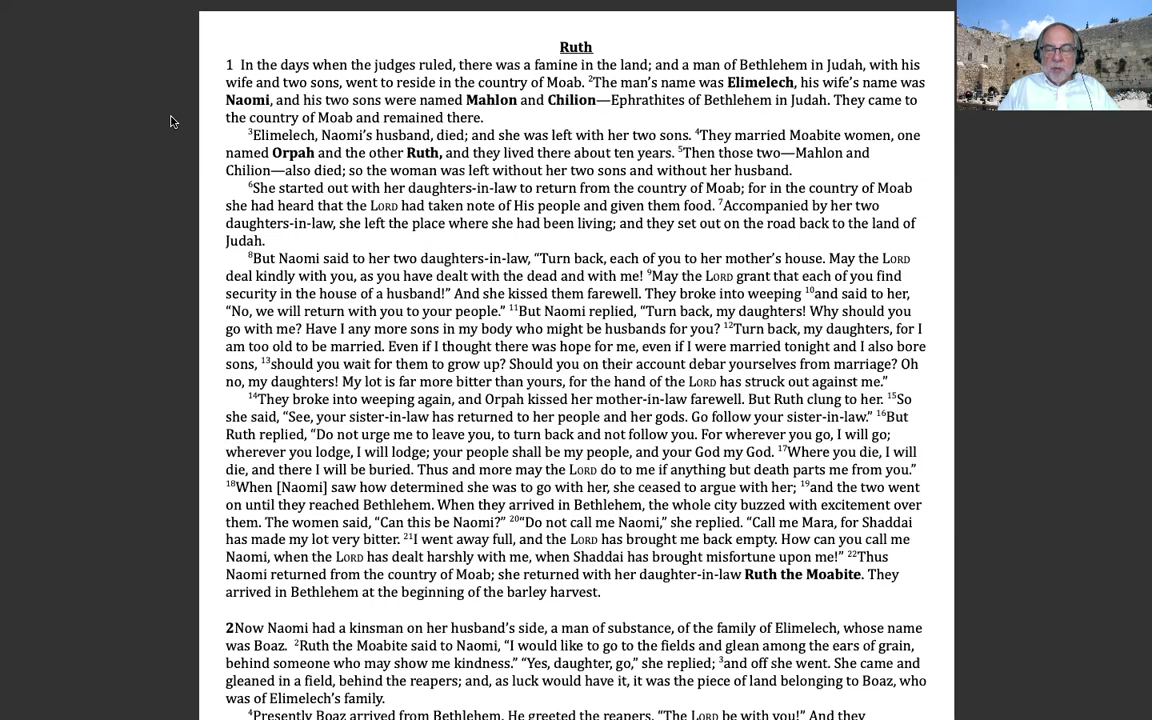 Ruth
1 In the days when the judges ruled, there was a famine in the land; and a man of Bethlehem in Judah, with his
wife and two sons, went to reside in the country of Moab. ²The man’s name was Elimelech, his wife’s name was
Naomi, and his two sons were named Mahlon and Chilion—Ephrathites of Bethlehem in Judah. They came to
the country of Moab and remained there.
³Elimelech, Naomi’s husband, died; and she was left with her two sons. ⁴They married Moabite women, one
named Orpah and the other Ruth, and they lived there about ten years. ⁵Then those two—Mahlon and
Chilion—also died; so the woman was left without her two sons and without her husband.
⁶She started out with her daughters-in-law to return from the country of Moab; for in the country of Moab
she had heard that the LORD had taken note of His people and given them food. ⁷Accompanied by her two
daughters-in-law, she left the place where she had been living; and they set out on the road back to the land of
Judah.
⁸But Naomi said to her two daughters-in-law, “Turn back, each of you to her mother’s house. May the LORD
deal kindly with you, as you have dealt with the dead and with me! ⁹May the LORD grant that each of you find
security in the house of a husband!” And she kissed them farewell. They broke into weeping ¹⁰and said to her,
“No, we will return with you to your people.” ¹¹But Naomi replied, “Turn back, my daughters! Why should you
go with me? Have I any more sons in my body who might be husbands for you? ¹²Turn back, my daughters, for I
am too old to be married. Even if I thought there was hope for me, even if I were married tonight and I also bore
sons, ¹³should you wait for them to grow up? Should you on their account debar yourselves from marriage? Oh
no, my daughters! My lot is far more bitter than yours, for the hand of the LORD has struck out against me.”
¹⁴They broke into weeping again, and Orpah kissed her mother-in-law farewell. But Ruth clung to her. ¹⁵So
she said, “See, your sister-in-law has returned to her people and her gods. Go follow your sister-in-law.” ¹⁶But
Ruth replied, “Do not urge me to leave you, to turn back and not follow you. For wherever you go, I will go;
wherever you lodge, I will lodge; your people shall be my people, and your God my God. ¹⁷Where you die, I will
die, and there I will be buried. Thus and more may the LORD do to me if anything but death parts me from you.”
¹⁸When [Naomi] saw how determined she was to go with her, she ceased to argue with her; ¹⁹and the two went
on until they reached Bethlehem. When they arrived in Bethlehem, the whole city buzzed with excitement over
them. The women said, “Can this be Naomi?” ²⁰“Do not call me Naomi,” she replied. “Call me Mara, for Shaddai
has made my lot very bitter. ²¹I went away full, and the LORD has brought me back empty. How can you call me
Naomi, when the LORD has dealt harshly with me, when Shaddai has brought misfortune upon me!” ²²Thus
Naomi returned from the country of Moab; she returned with her daughter-in-law Ruth the Moabite. They
arrived in Bethlehem at the beginning of the barley harvest.
2Now Naomi had a kinsman on her husband’s side, a man of substance, of the family of Elimelech, whose name
was Boaz. ²Ruth the Moabite said to Naomi, “I would like to go to the fields and glean among the ears of grain,
behind someone who may show me kindness.” “Yes, daughter, go,” she replied; ³and off she went. She came and
gleaned in a field, behind the reapers; and, as luck would have it, it was the piece of land belonging to Boaz, who
was of Elimelech’s family.
⁴Presently Boaz arrived from Bethlehem. He greeted the reapers, “The LORD be with you!” And they